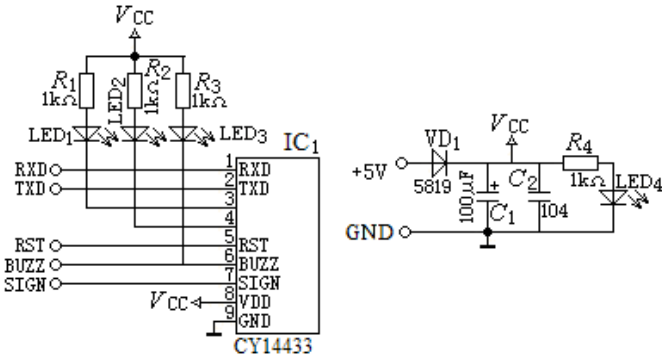 VCC
R1
1kΩ
LED2
R2
1kΩ
R3
1kΩ
LED1
LED3
IC1
RXD
1
RXD
TXD
2
TXD
3
4
RST
5
RST
BUZZ
6
BUZZ
SIGN
7
SIGN
VCC
8
VDD
9
GND
CY14433
+5V
VD1
5819
VCC
100μF
C1
C2
104
R4
1kΩ
LED4
GND